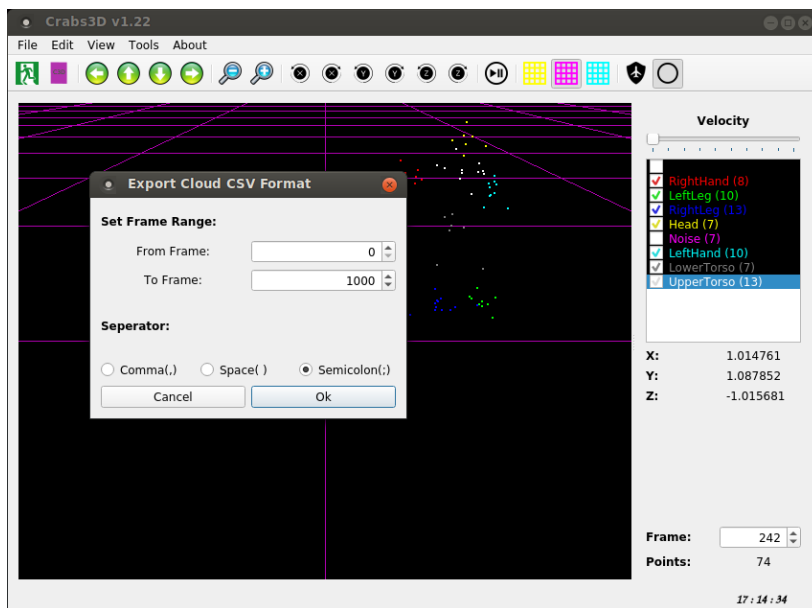 Crabs3D v1.22
File Edit View Tools About
X X Y Y Z Z
Velocity
RightHand (8)
LeftLeg (10)
RightLeg (13)
Head (7)
Noise (7)
LeftHand (10)
LowerTorso (7)
UpperTorso (13)
X: 1.014761
Y: 1.087852
Z: -1.015681
Frame: 242
Points: 74
17 : 14 : 34
Export Cloud CSV Format
Set Frame Range:
From Frame: 0
To Frame: 1000
Seperator:
Comma(,) Space( ) Semicolon(;)
Cancel Ok